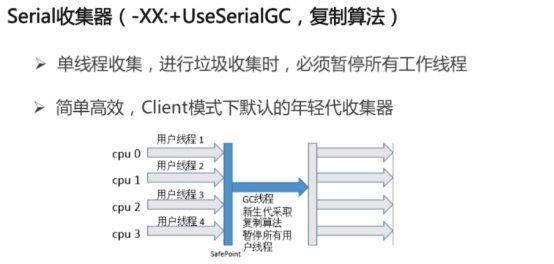 Serial收集器（-XX:+UseSerialGC，复制算法）
➢ 单线程收集，进行垃圾收集时，必须暂停所有工作线程
➢ 简单高效，Client模式下默认的年轻代收集器
用户线程 1
cpu 0
用户线程 2
cpu 1
用户线程 3
cpu 2
用户线程 4
cpu 3
GC线程
新生代采取
复制算法
暂停所有用
户线程
SafePoint